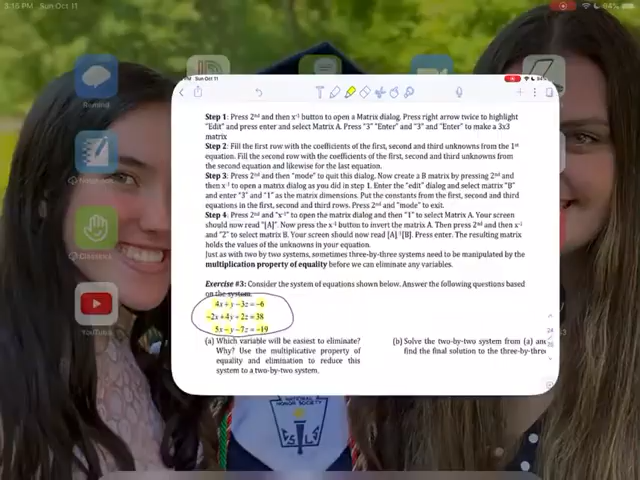 3:15 PM Sun Oct 11
84%
PM Sun Oct 11
Step 1: Press 2nd and then x-1 button to open a Matrix dialog. Press right arrow twice to highlight
"Edit" and press enter and select Matrix A. Press "3" "Enter" and "3" and "Enter" to make a 3x3
matrix
Step 2: Fill the first row with the coefficients of the first, second and third unknowns from the 1st
equation. Fill the second row with the coefficients of the first, second and third unknowns from
the second equation and likewise for the last equation.
Step 3: Press 2nd and then "mode" to quit this dialog. Now create a B matrix by pressing 2nd and
then x-1 to open a matrix dialog as you did in step 1. Enter the "edit" dialog and select matrix "B"
and enter "3" and "1" as the matrix dimensions. Put the constants from the first, second and third
equations in the first, second and third rows. Press 2nd and "mode" to exit.
Step 4: Press 2nd and "x-1" to open the matrix dialog and then "1" to select Matrix A. Your screen
should now read "[A]". Now press the x-1 button to invert the matrix A. Then press 2nd and x-1
and "2" to select matrix B. Your screen should now read [A]-1[B]. Press enter. The resulting matrix
holds the values of the unknowns in your equation.
Just as with two by two systems, sometimes three-by-three systems need to be manipulated by the
multiplication property of equality before we can eliminate any variables.
Exercise #3: Consider the system of equations shown below. Answer the following questions based
on the system.
4x+y-3z=-6
-2x+4y+2z=38
5x-y-7z=-19
(a) Which variable will be easiest to eliminate?
Why? Use the multiplicative property of
equality and elimination to reduce this
system to a two-by-two system.
(b) Solve the two-by-two system from (a) and
find the final solution to the three-by-three
24
26
Remind
YouTube
NATIONAL
HONOR SOCIETY